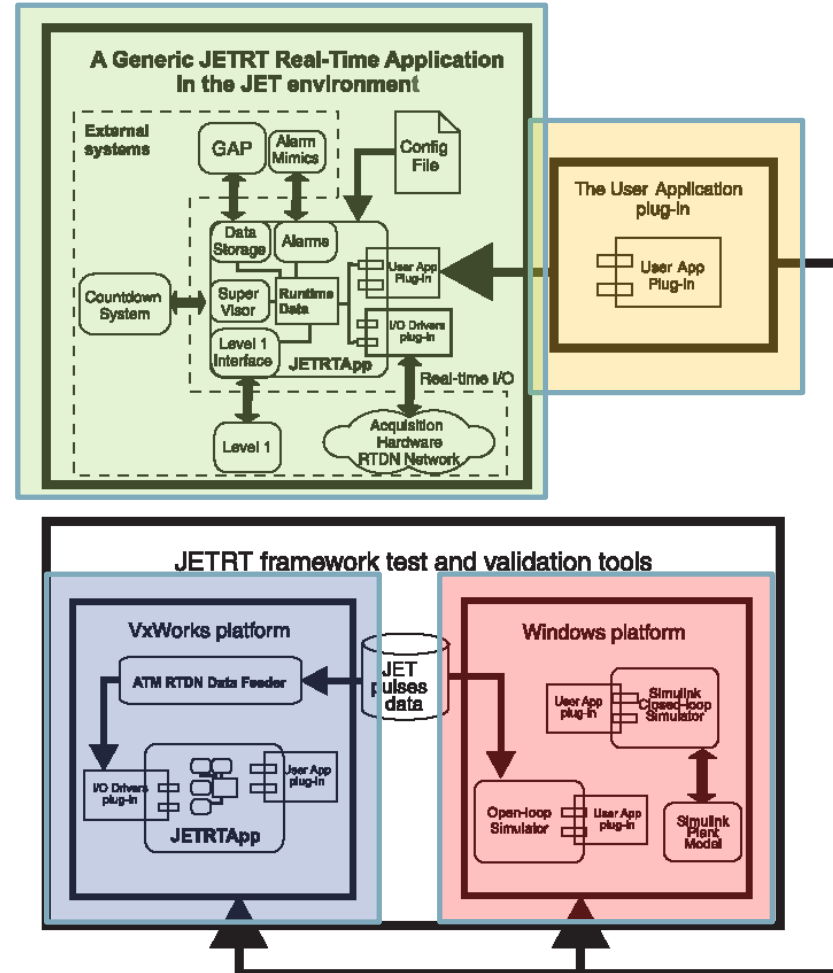 A Generic JETRT Real-Time Application
In the JET environment
External
systems
GAP
Alarm
Mimics
Config
File
Data
Storage
Alarms
User App
Plug-in
Countdown
System
Super
Visor
Runtime
Data
I/O Drivers
plug-in
Level 1
Interface
JETRTApp
Real-time I/O
Level 1
Acquisition
Hardware
RTDN Network
The User Application
plug-in
User App
Plug-in
JETRT framework test and validation tools
VxWorks platform
ATM RTDN Data Feeder
I/O Drivers
plug-in
User App
plug-in
JETRTApp
JET
pulses
data
Windows platform
User App
plug-in
Simulink
Closed-loop
Simulator
Open-loop
Simulator
User App
plug-in
Simulink
Plant
Model